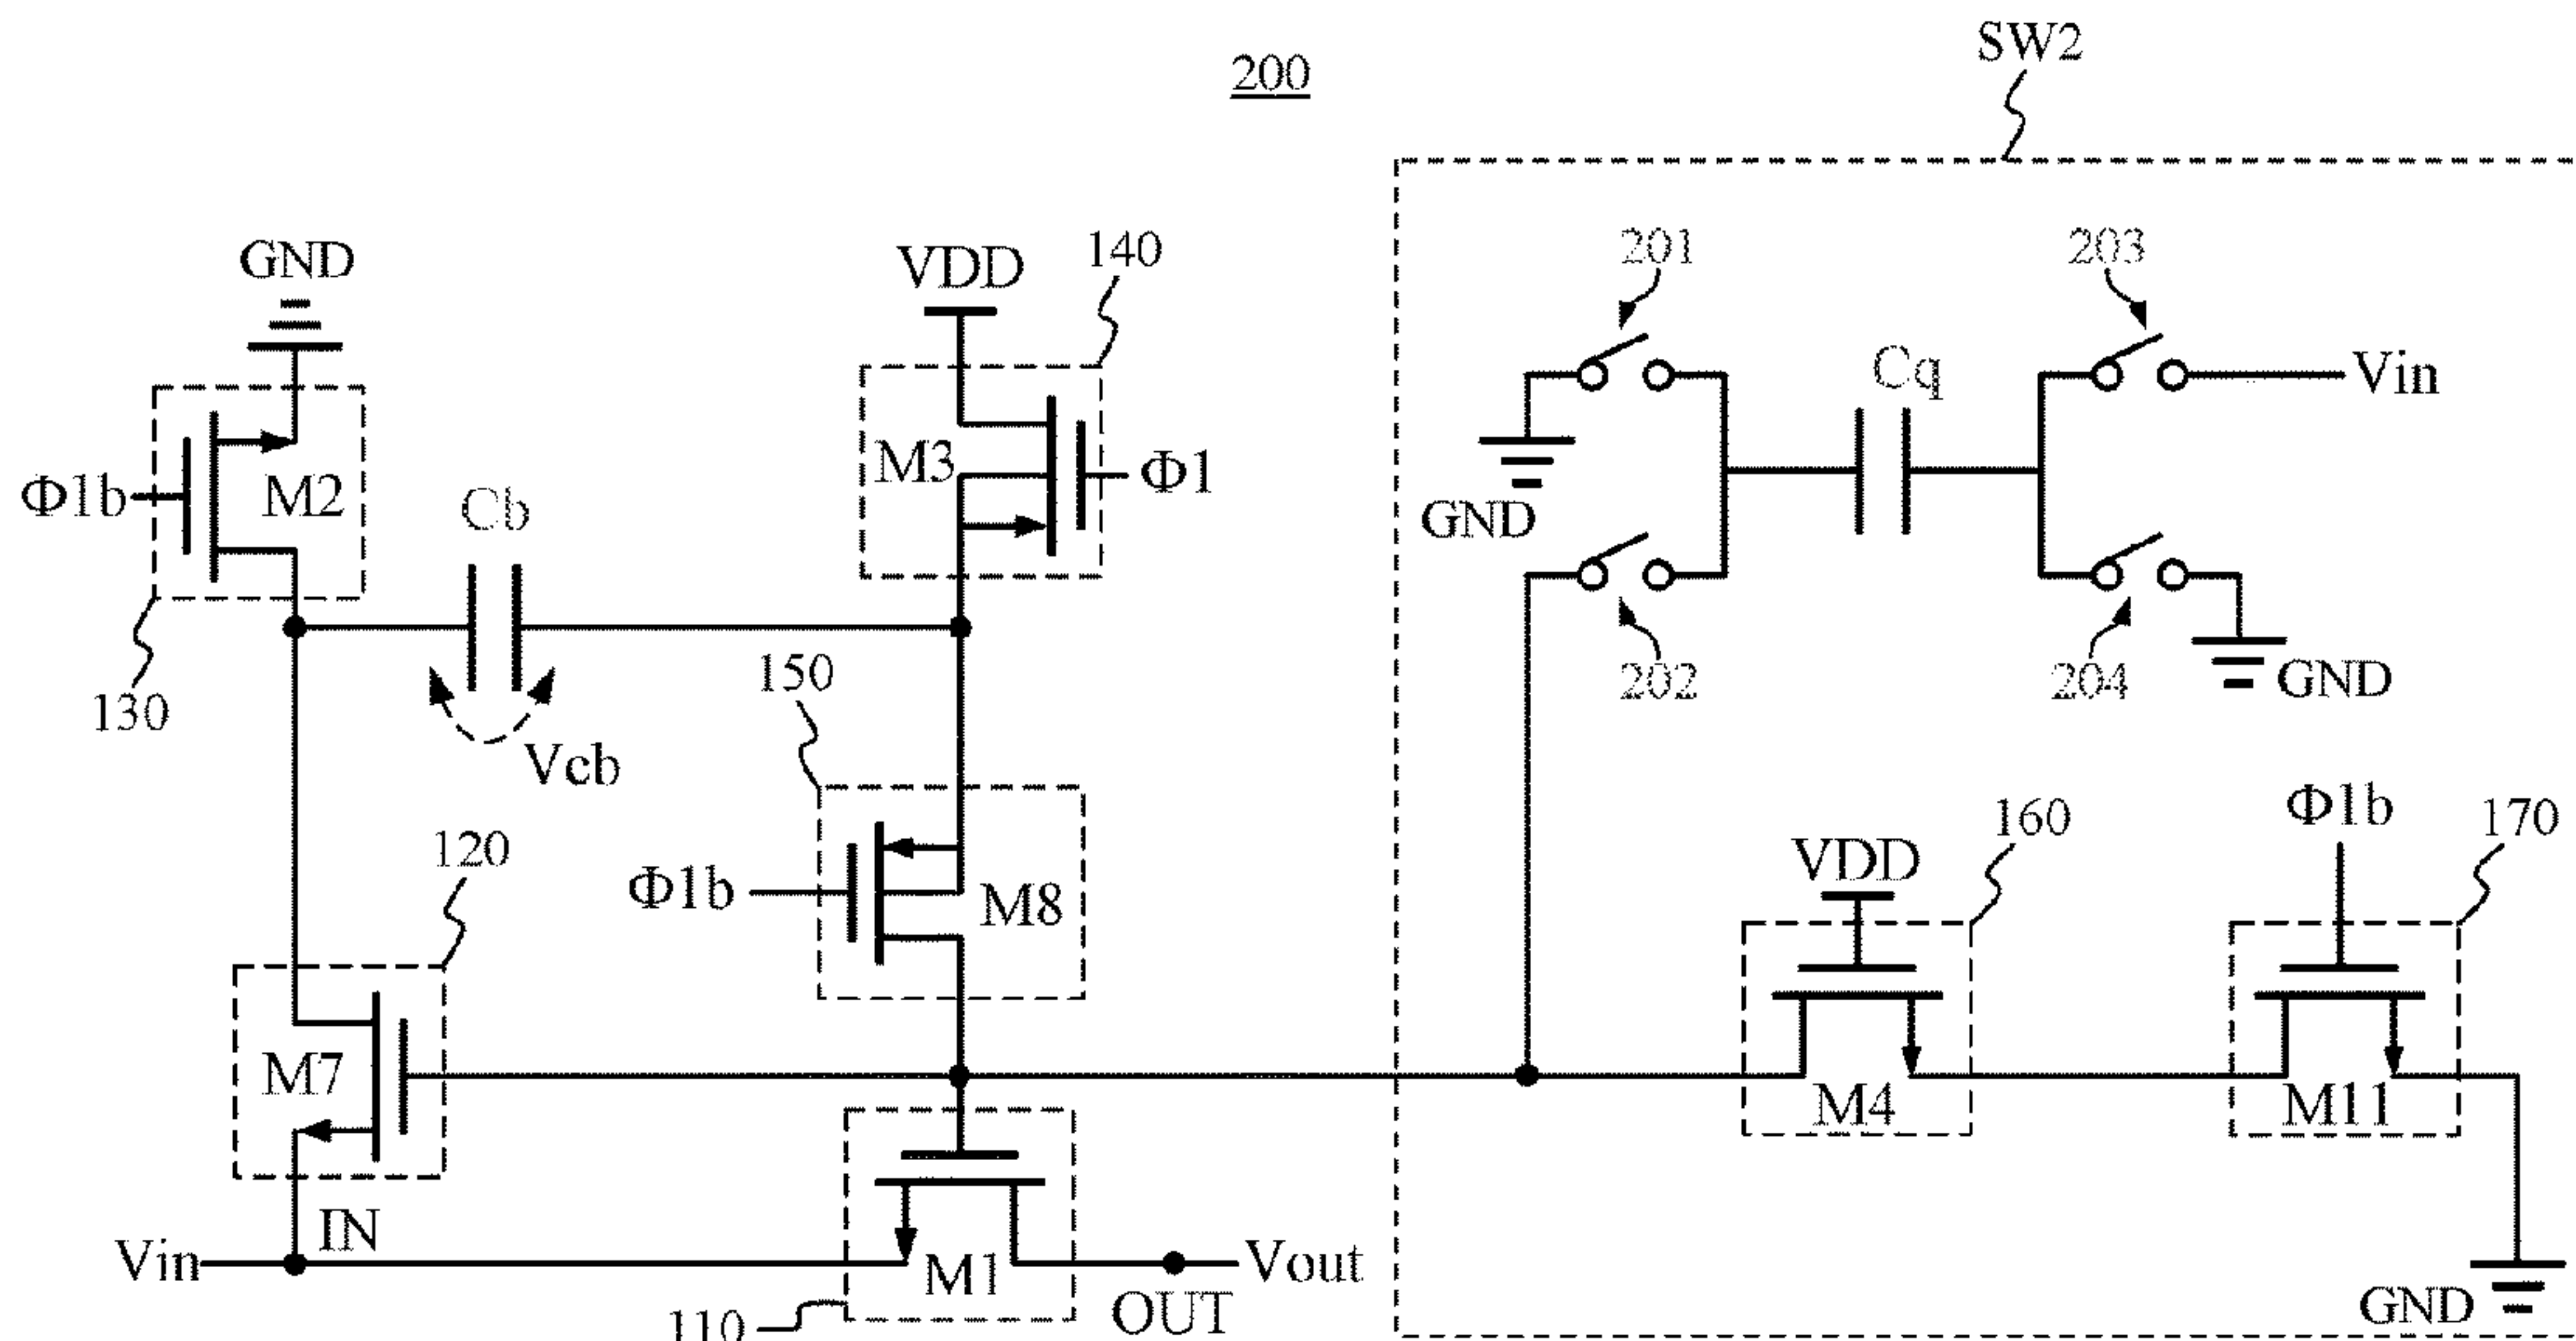 SW2
200
GND
VDD
140
201
203
Cq
Vin
M3
Φ1
Φ1b
M2
Cb
GND
130
150
202
204
GND
Vcb
120
Φ1b
M8
VDD
160
Φ1b
170
M7
M4
M11
IN
Vin
M1
Vout
OUT
110
GND